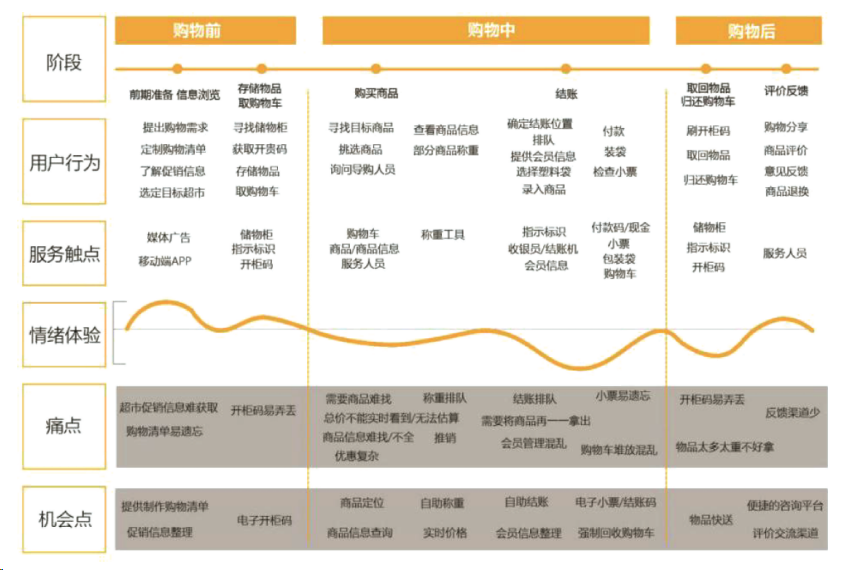 阶段
购物前
购物中
购物后
前期准备 信息浏览
存储物品
取购物车
购买商品
结账
取回物品
归还购物车
评价反馈
用户行为
提出购物需求
定制购物清单
了解促销信息
选定目标超市
寻找储物柜
获取开贵码
存储物品
取购物车
寻找目标商品
挑选商品
询问导购人员
查看商品信息
部分商品称重
确定结账位置
排队
提供会员信息
选择塑料袋
录入商品
付款
装袋
检查小票
刷开柜码
取回物品
归还购物车
购物分享
商品评价
意见反馈
商品退换
服务触点
媒体广告
移动端APP
储物柜
指示标识
开柜码
购物车
商品/商品信息
服务人员
称重工具
指示标识
收银员/结账机
会员信息
付款码/现金
小票
包装袋
购物车
储物柜
指示标识
开柜码
服务人员
情绪体验
痛点
超市促销信息难获取
购物清单易遗忘
开柜码易弄丢
需要商品难找
称重排队
总价不能实时看到/无法估算
商品信息难找/不全
推销
优惠复杂
结账排队
小票易遗忘
需要将商品再一一拿出
会员管理混乱
购物车堆放混乱
开柜码易弄丢
物品太多太重不好拿
反馈渠道少
机会点
提供制作购物清单
促销信息整理
电子开柜码
商品定位
商品信息查询
自助称重
实时价格
自助结账
会员信息整理
电子小票/结账码
强制回收购物车
物品快送
便捷的咨询平台
评价交流渠道